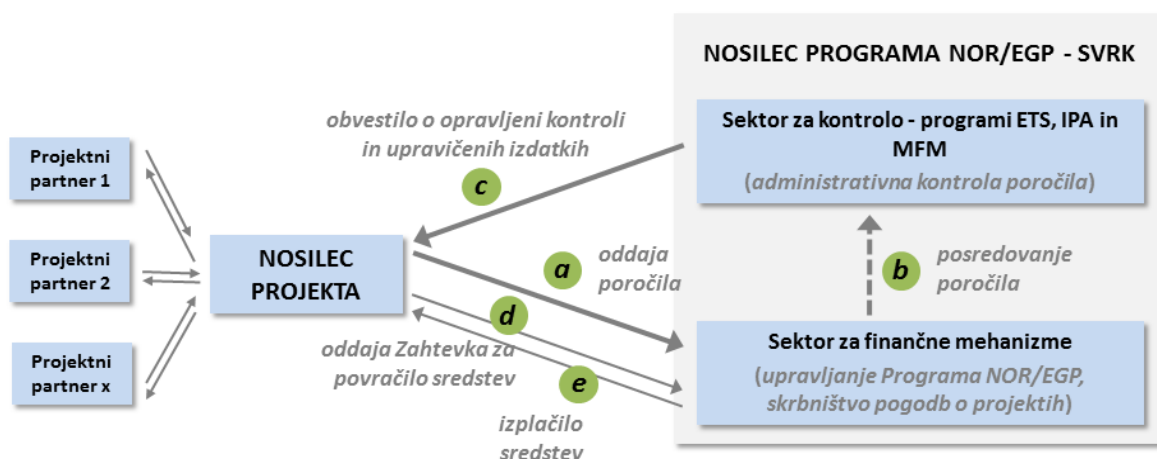 NOSILEC PROGRAMA NOR/EGP - SVRK
obvestilo o opravljeni kontroli
in upravičenih izdatkih
Sektor za kontrolo - programi ETS, IPA in
MFM
(administrativna kontrola poročila)
Projektni
partner 1
c
NOSILEC
PROJEKTA
Projektni
partner 2
a
oddaja
poročila
b
posredovanje
poročila
d
Projektni
partner x
oddaja Zahtevka za
povračilo sredstev
e
izplačilo
sredstev
Sektor za finančne mehanizme
(upravljanje Programa NOR/EGP,
skrbništvo pogodb o projektih)